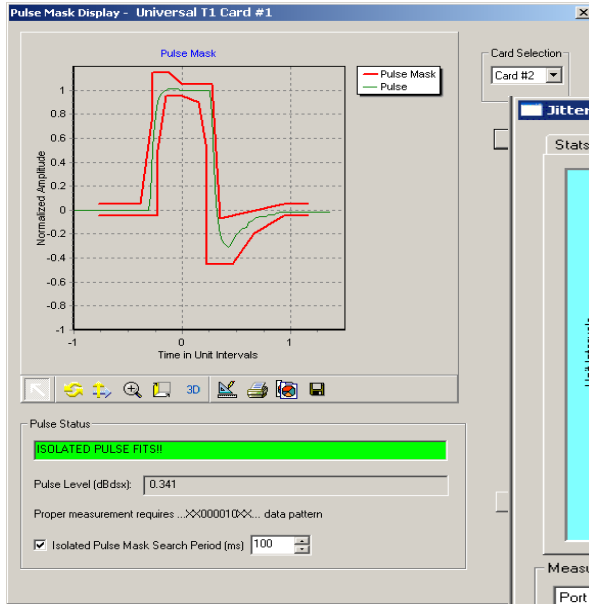 Pulse Mask Display - Universal T1 Card #1
Pulse Mask
Pulse Mask
Pulse
Normalized Amplitude
1
0.8
0.6
0.4
0.2
0
-0.2
-0.4
-0.6
-0.8
-1
-1
0
1
Time in Unit Intervals
3D
Card Selection
Card #2
Jitter
Stats
Unit Intervals
Measu
Port
Pulse Status
ISOLATED PULSE FITS!!
Pulse Level (dBdsx):
0.341
Proper measurement requires ...XX000010XX... data pattern
Isolated Pulse Mask Search Period (ms)
100